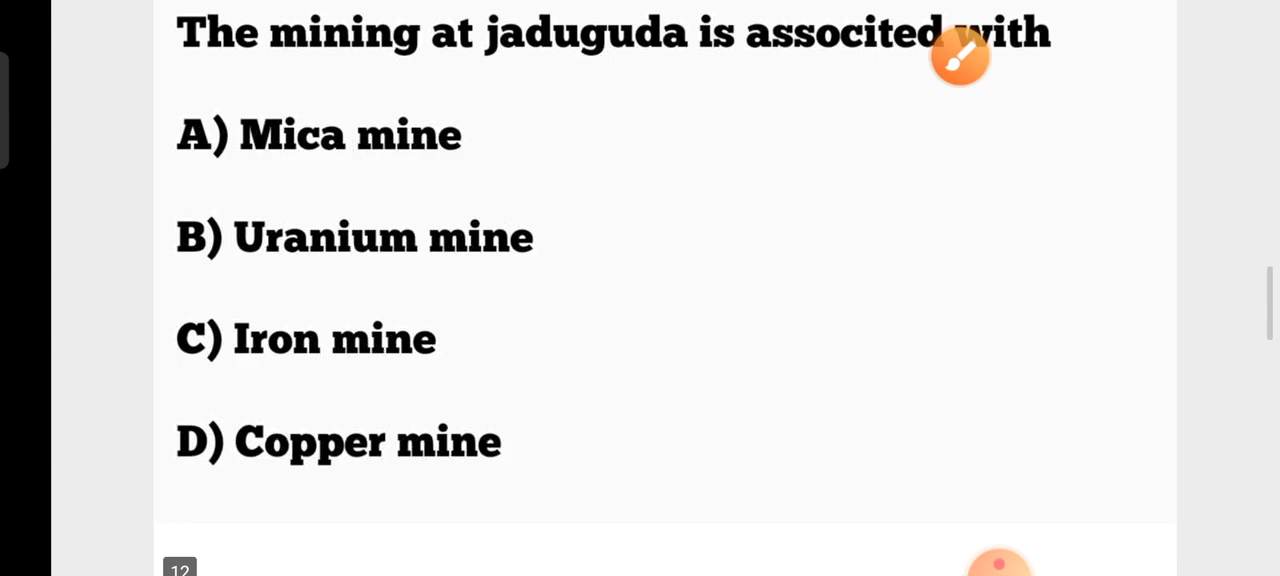 The mining at jaduguda is associted with
A) Mica mine
B) Uranium mine
C) Iron mine
D) Copper mine
12